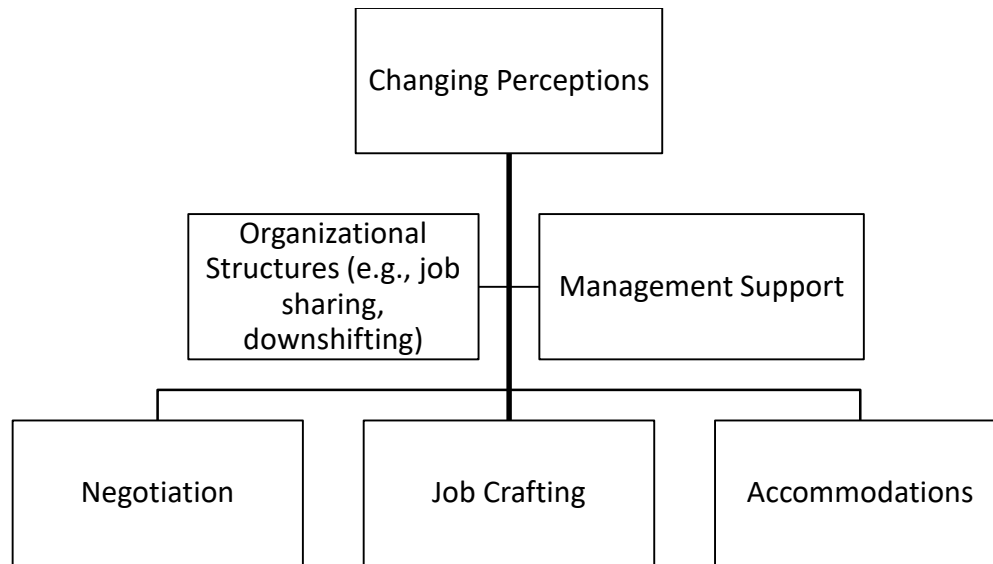 Changing Perceptions
Organizational
Structures (e.g., job
sharing,
downshifting)
Management Support
Negotiation
Job Crafting
Accommodations